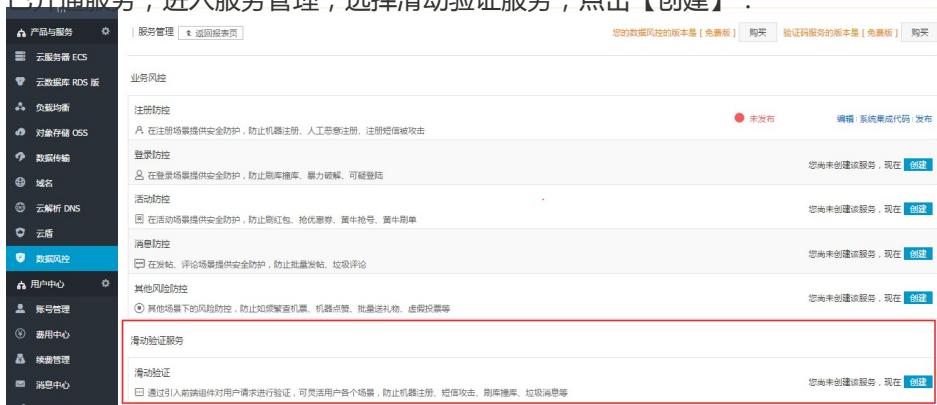 已开通服务，进入服务管理，选择滑动验证服务，点击【创建】：
产品与服务
云服务器 ECS
云数据库 RDS 版
负载均衡
对象存储 OSS
数据传输
域名
云解析 DNS
云盾
数据风控
用户中心
账号管理
费用中心
续费管理
消息中心
服务管理 返回报表页 您的数据风控的版本是 [ 免费版 ] 购买 验证码服务的版本是 [ 免费版 ] 购买
业务风控
注册防控
在注册场景提供安全防护，防止机器注册、人工恶意注册、注册短信被攻击
未发布 编辑 系统集成代码 发布
登录防控
在登录场景提供安全防护，防止刷库撞库、暴力破解、可疑登陆
您尚未创建该服务，现在 创建
活动防控
在活动场景提供安全防护，防止刷红包、抢优惠券、黄牛抢号、黄牛刷单
您尚未创建该服务，现在 创建
消息防控
在发帖、评论场景提供安全防护，防止批量发帖、垃圾评论
您尚未创建该服务，现在 创建
其他风险防控
其他场景下的风险防控，防止如频繁查机票、机器点赞、批量送礼物、虚假投票等
您尚未创建该服务，现在 创建
滑动验证服务
滑动验证
通过引入前端组件对用户请求进行验证，可灵活用户各个场景，防止机器注册、短信攻击、刷库撞库、垃圾消息等
您尚未创建该服务，现在 创建